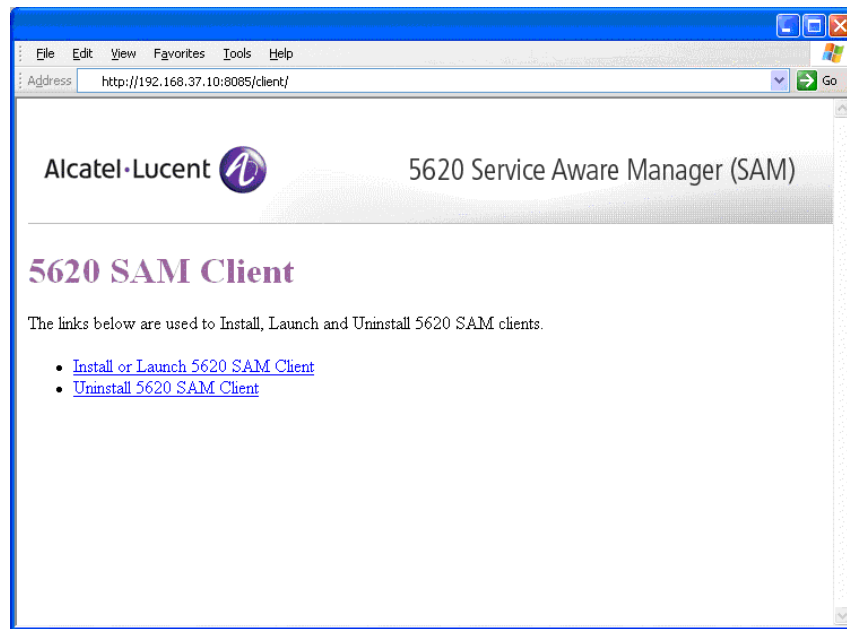 File Edit View Favorites Tools Help
Address http://192.168.37.10:8085/client/ Go
Alcatel·Lucent 5620 Service Aware Manager (SAM)
5620 SAM Client
The links below are used to Install, Launch and Uninstall 5620 SAM clients.
Install or Launch 5620 SAM Client
Uninstall 5620 SAM Client